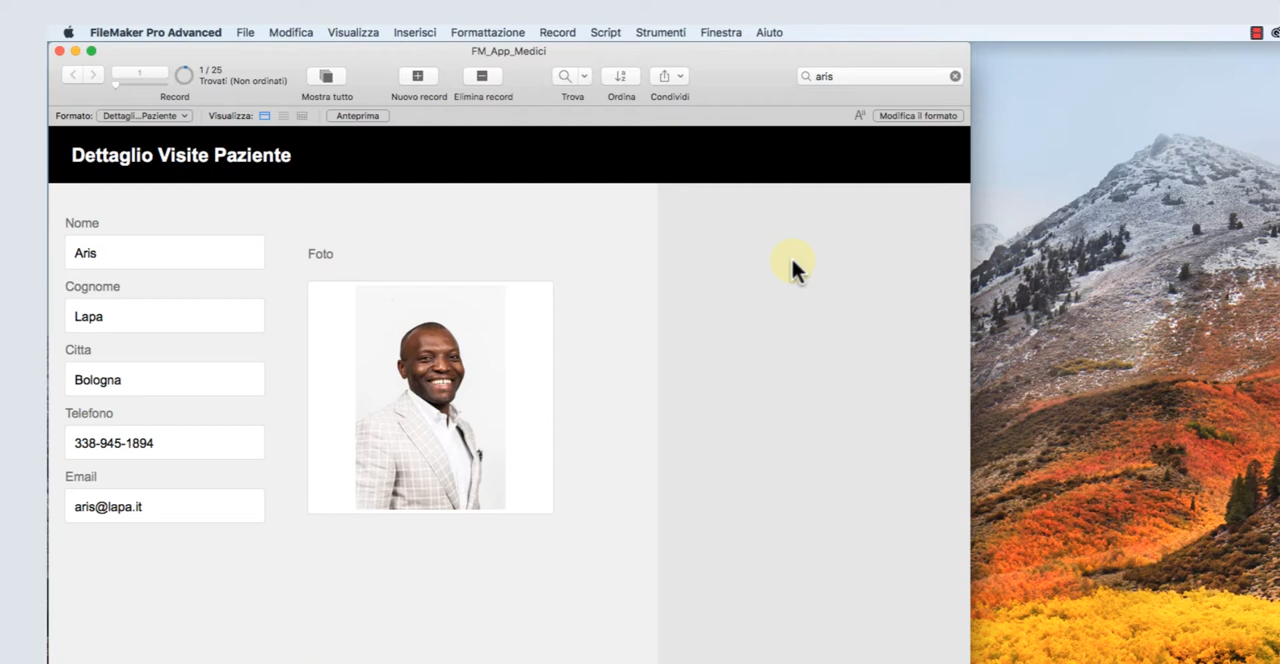 FileMaker Pro Advanced File Modifica Visualizza Inserisci Formattazione Record Script Strumenti Finestra Aiuto
FM_App_Medici
1 1 / 25
Trovati (Non ordinati)
aris
Record Mostra tutto Nuovo record Elimina record Trova Ordina Condividi
Formato: Dettagli...Paziente Visualizza: Anteprima Modifica il formato
Dettaglio Visite Paziente
Nome
Aris
Foto
Cognome
Lapa
Citta
Bologna
Telefono
338-945-1894
Email
aris@lapa.it